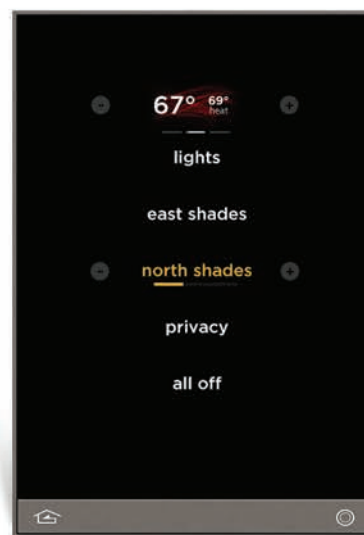 - 67° 69° +
heat
lights
east shades
- north shades +
privacy
all off